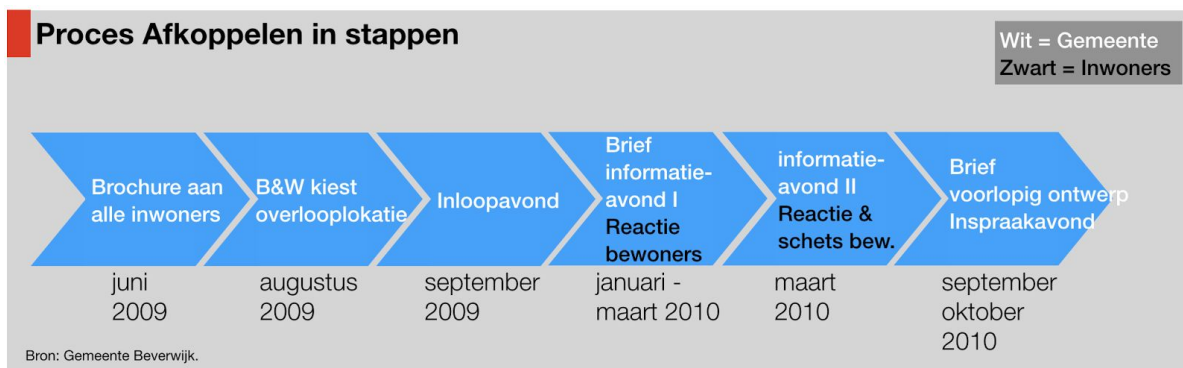 Proces Afkoppelen in stappen
Wit = Gemeente
Zwart = Inwoners
Brochure aan
alle inwoners
B&W kiest
overlooplokatie
Inloopavond
Brief
informatie-
avond I
Reactie
bewoners
informatie-
avond II
Reactie &
schets bew.
Brief
voorlopig ontwerp
Inspraakavond
juni
2009
augustus
2009
september
2009
januari -
maart 2010
maart
2010
september
oktober
2010
Bron: Gemeente Beverwijk.